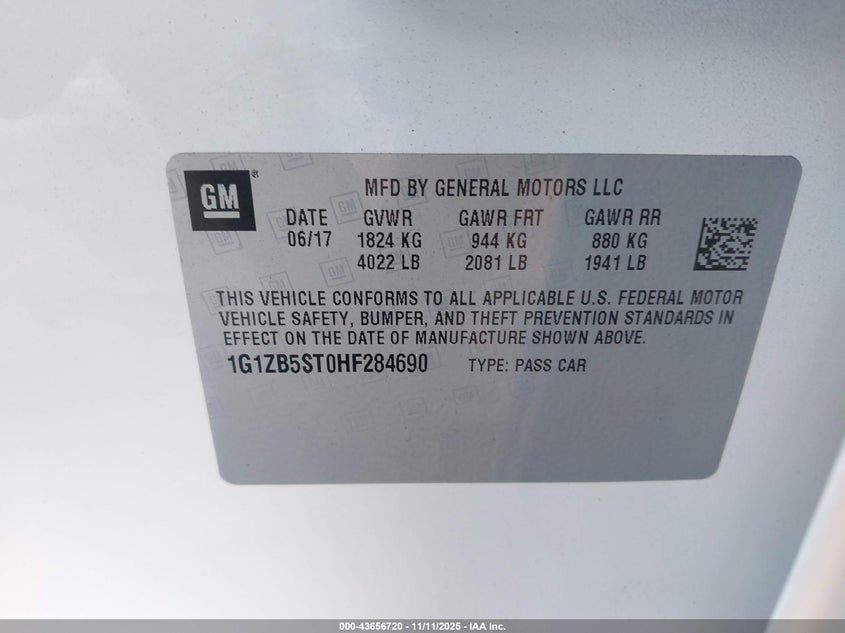 GM
MFD BY GENERAL MOTORS LLC
DATE GVWR GAWR FRT GAWR RR
06/17 1824 KG 944 KG 880 KG
4022 LB 2081 LB 1941 LB
THIS VEHICLE CONFORMS TO ALL APPLICABLE U.S. FEDERAL MOTOR
VEHICLE SAFETY, BUMPER, AND THEFT PREVENTION STANDARDS IN
EFFECT ON THE DATE OF MANUFACTURE SHOWN ABOVE.
1G1ZB5ST0HF284690 TYPE: PASS CAR
000-43656720 - 11/11/2025 - IAA Inc.